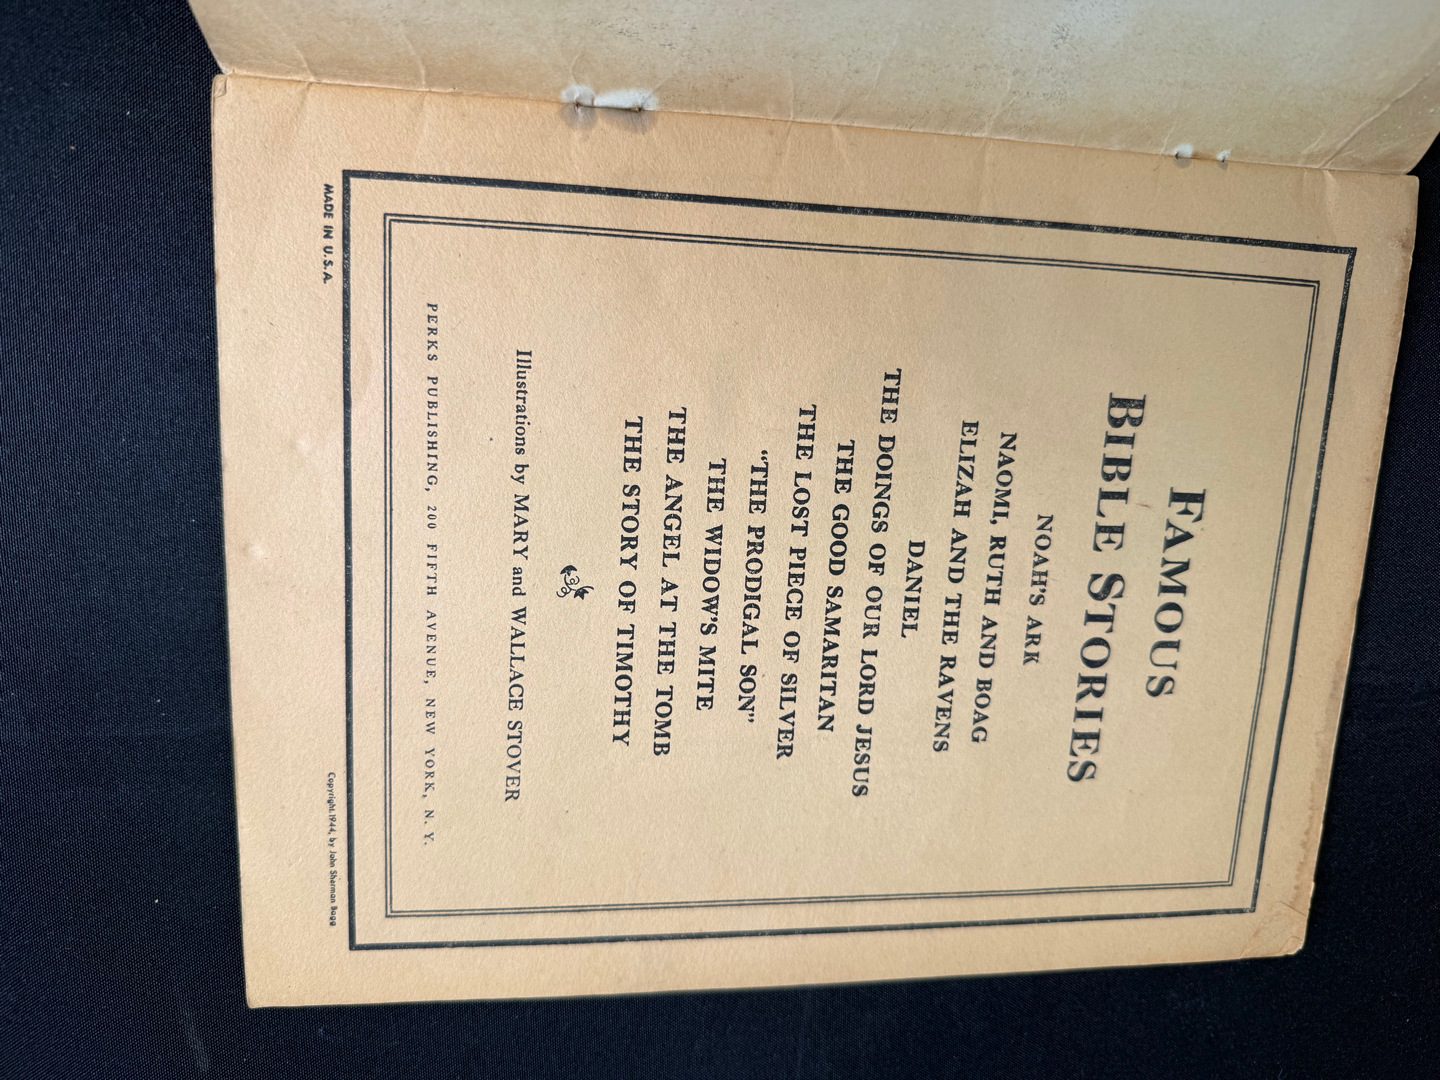 FAMOUS
BIBLE STORIES
NOAH'S ARK
NAOMI, RUTH AND BOAG
ELIZAH AND THE RAVENS
DANIEL
THE DOINGS OF OUR LORD JESUS
THE GOOD SAMARITAN
THE LOST PIECE OF SILVER
"THE PRODIGAL SON"
THE WIDOW'S MITE
THE ANGEL AT THE TOMB
THE STORY OF TIMOTHY
Illustrations by MARY and WALLACE STOVER
PERKS PUBLISHING, 200 FIFTH AVENUE, NEW YORK, N. Y.
MADE IN U.S.A.
Copyright, 1944, by John Sherman Bagg